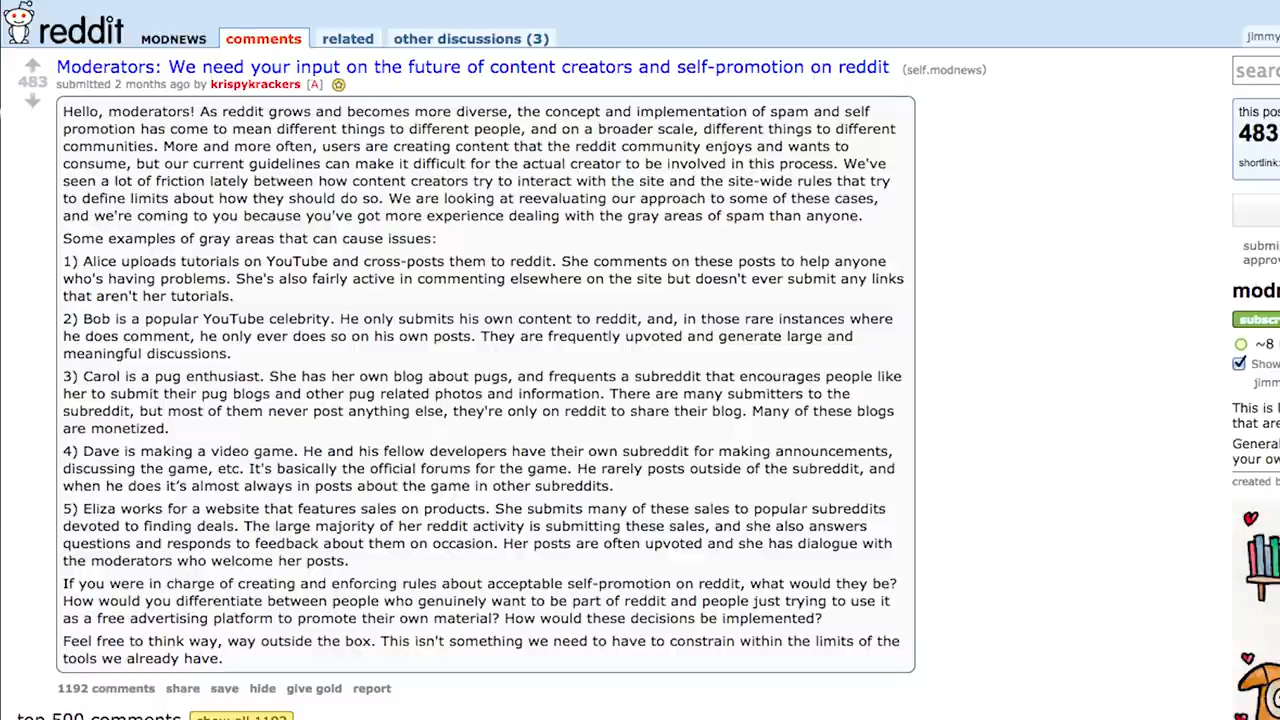 reddit MODNEWS comments related other discussions (3)
jimmy
Moderators: We need your input on the future of content creators and self-promotion on reddit (self.modnews)
483
submitted 2 months ago by krispykrackers [A]
Hello, moderators! As reddit grows and becomes more diverse, the concept and implementation of spam and self
promotion has come to mean different things to different people, and on a broader scale, different things to different
communities. More and more often, users are creating content that the reddit community enjoys and wants to
consume, but our current guidelines can make it difficult for the actual creator to be involved in this process. We've
seen a lot of friction lately between how content creators try to interact with the site and the site-wide rules that try
to define limits about how they should do so. We are looking at reevaluating our approach to some of these cases,
and we're coming to you because you've got more experience dealing with the gray areas of spam than anyone.
Some examples of gray areas that can cause issues:
1) Alice uploads tutorials on YouTube and cross-posts them to reddit. She comments on these posts to help anyone
who's having problems. She's also fairly active in commenting elsewhere on the site but doesn't ever submit any links
that aren't her tutorials.
2) Bob is a popular YouTube celebrity. He only submits his own content to reddit, and, in those rare instances where
he does comment, he only ever does so on his own posts. They are frequently upvoted and generate large and
meaningful discussions.
3) Carol is a pug enthusiast. She has her own blog about pugs, and frequents a subreddit that encourages people like
her to submit their pug blogs and other pug related photos and information. There are many submitters to the
subreddit, but most of them never post anything else, they're only on reddit to share their blog. Many of these blogs
are monetized.
4) Dave is making a video game. He and his fellow developers have their own subreddit for making announcements,
discussing the game, etc. It's basically the official forums for the game. He rarely posts outside of the subreddit, and
when he does it's almost always in posts about the game in other subreddits.
5) Eliza works for a website that features sales on products. She submits many of these sales to popular subreddits
devoted to finding deals. The large majority of her reddit activity is submitting these sales, and she also answers
questions and responds to feedback about them on occasion. Her posts are often upvoted and she has dialogue with
the moderators who welcome her posts.
If you were in charge of creating and enforcing rules about acceptable self-promotion on reddit, what would they be?
How would you differentiate between people who genuinely want to be part of reddit and people just trying to use it
as a free advertising platform to promote their own material? How would these decisions be implemented?
Feel free to think way, way outside the box. This isn't something we need to have to constrain within the limits of the
tools we already have.
1192 comments share save hide give gold report
top 500 comments show all 1192
searc
this pos
483
shortlink:
submi
approv
modn
subscr
~8
Show
jimm
This is l
that are
General
your ow
created b